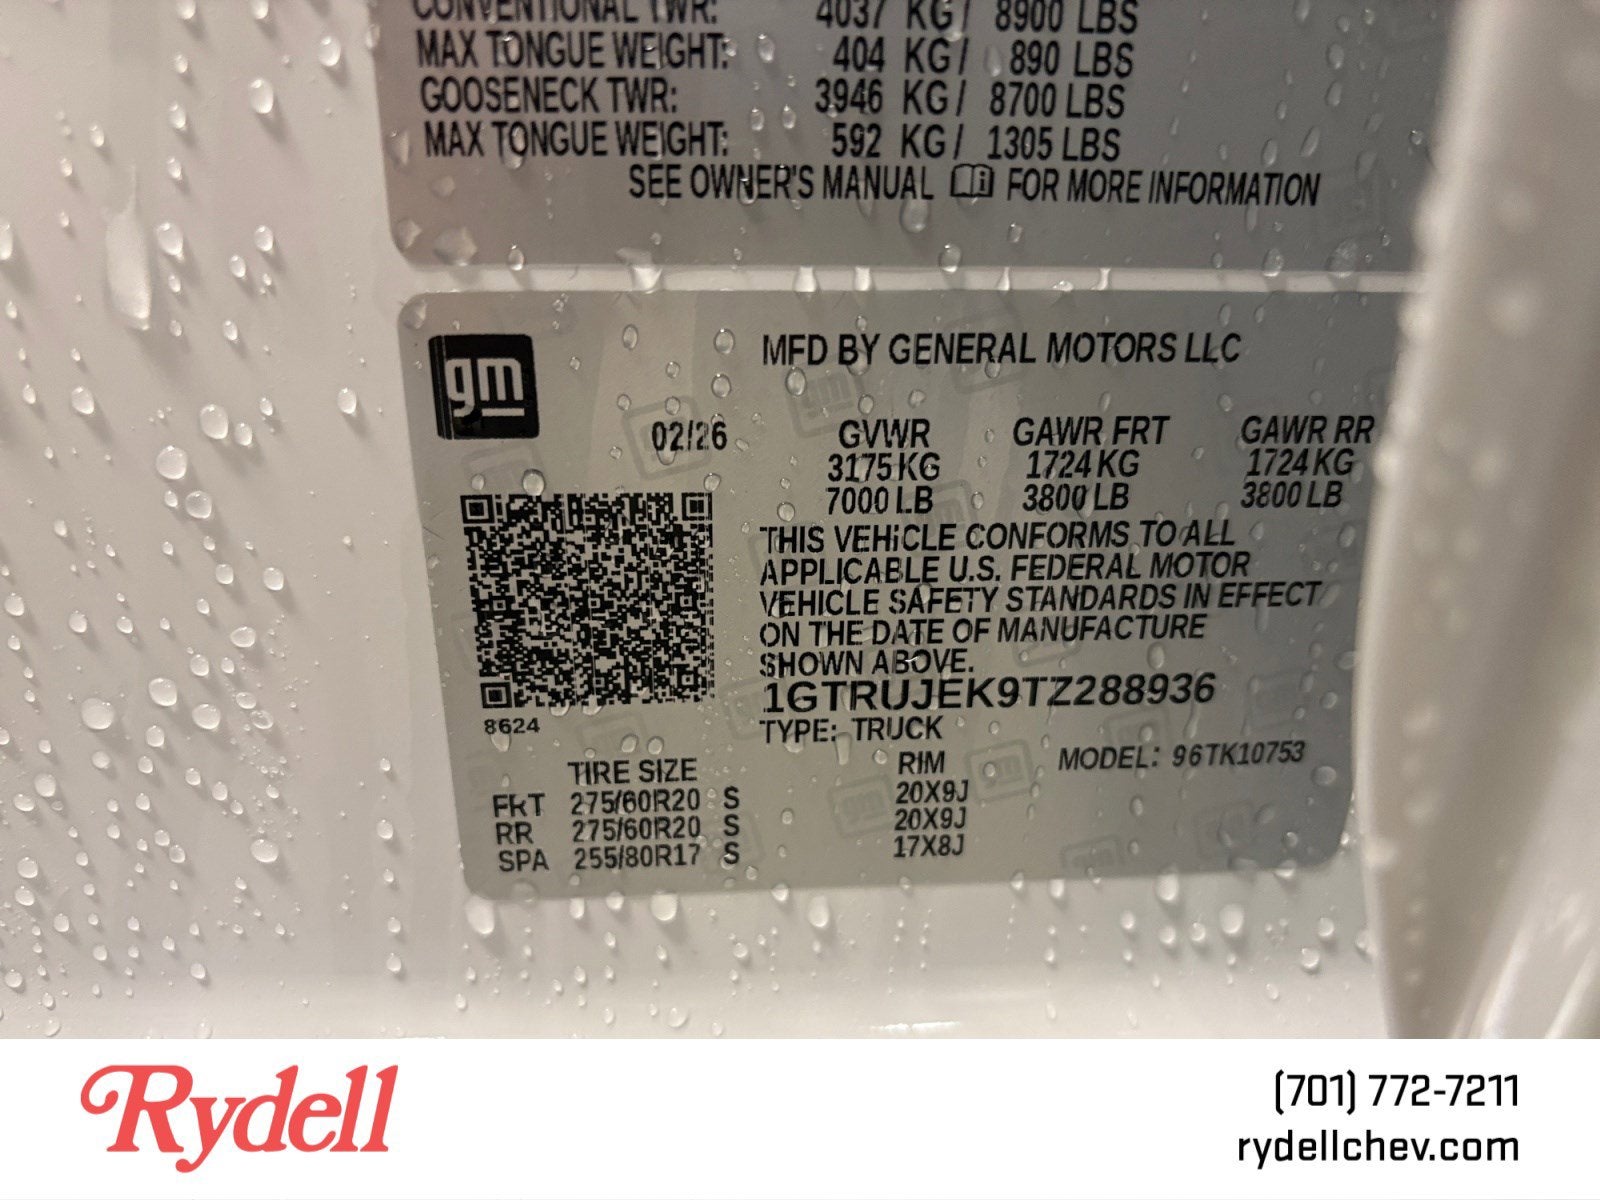 CONVENTIONAL TWR: 4037 KG / 8900 LBS
MAX TONGUE WEIGHT: 404 KG / 890 LBS
GOOSENECK TWR: 3946 KG / 8700 LBS
MAX TONGUE WEIGHT: 592 KG / 1305 LBS
SEE OWNER'S MANUAL FOR MORE INFORMATION
gm
MFD BY GENERAL MOTORS LLC
02/26 GVWR GAWR FRT GAWR RR
3175 KG 1724 KG 1724 KG
7000 LB 3800 LB 3800 LB
THIS VEHICLE CONFORMS TO ALL
APPLICABLE U.S. FEDERAL MOTOR
VEHICLE SAFETY STANDARDS IN EFFECT
ON THE DATE OF MANUFACTURE
SHOWN ABOVE.
1GTRUJEK9TZ288936
8624
TYPE: TRUCK
MODEL: 96TK10753
TIRE SIZE RIM
FRT 275/60R20 S 20X9J
RR 275/60R20 S 20X9J
SPA 255/80R17 S 17X8J
Rydell
(701) 772-7211
rydellchev.com